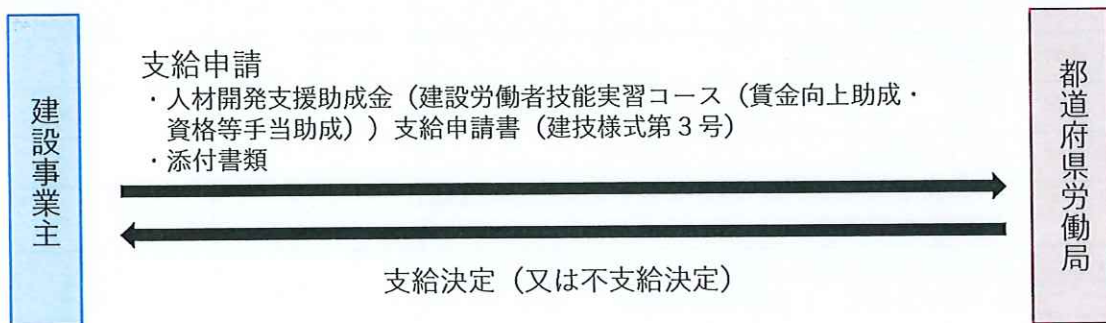 建設事業主
支給申請
・人材開発支援助成金（建設労働者技能実習コース（賃金向上助成・
資格等手当助成））支給申請書（建技様式第３号）
・添付書類
支給決定（又は不支給決定）
都道府県労働局